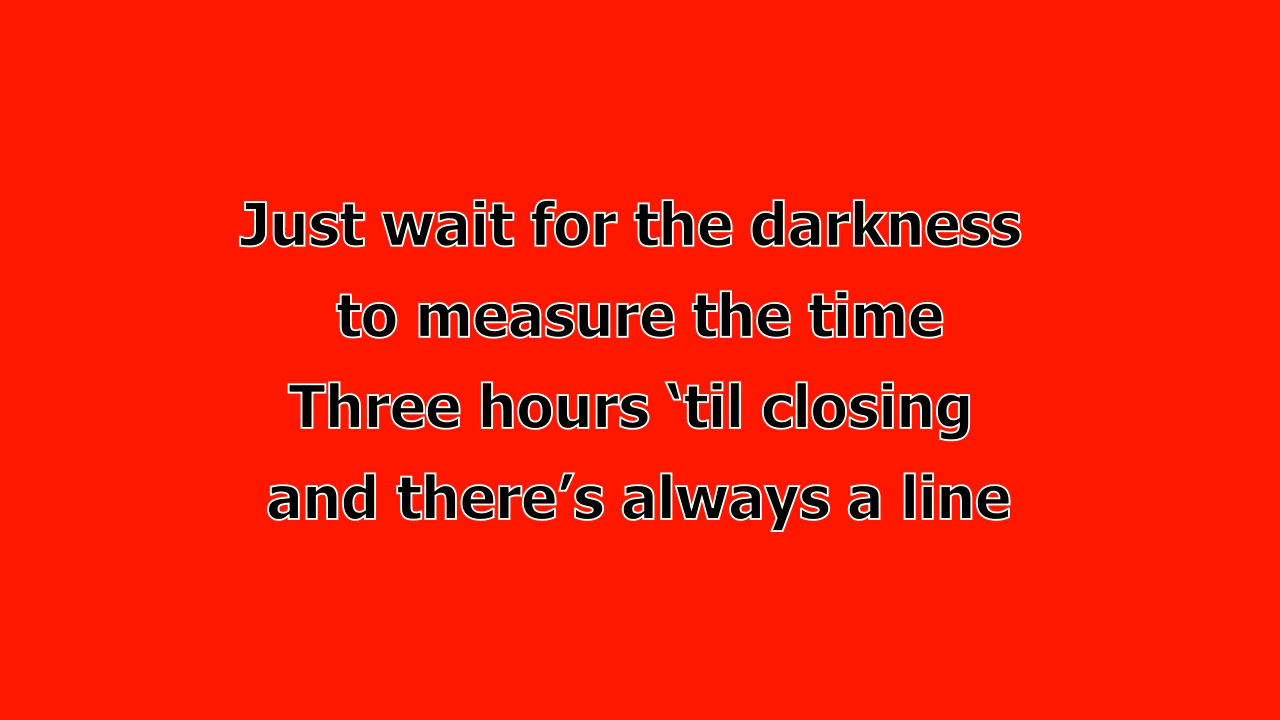 Just wait for the darkness
to measure the time
Three hours ‘til closing
and there’s always a line